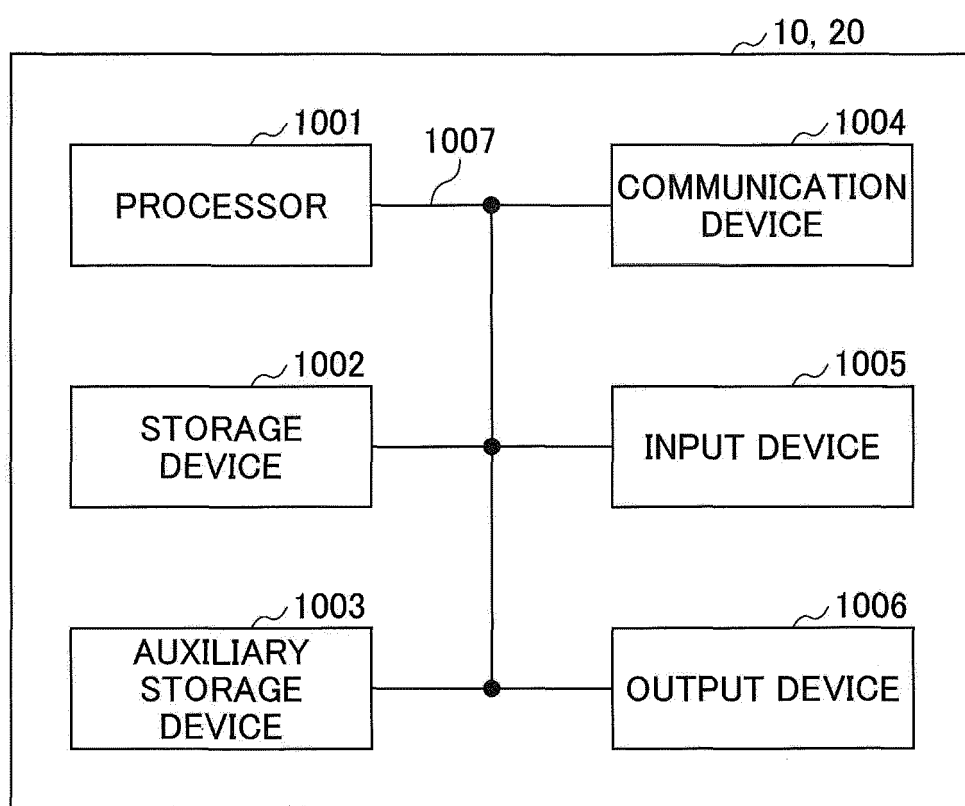 10, 20
1001
PROCESSOR
1007
1004
COMMUNICATION
DEVICE
1002
STORAGE
DEVICE
1005
INPUT DEVICE
1003
AUXILIARY
STORAGE
DEVICE
1006
OUTPUT DEVICE